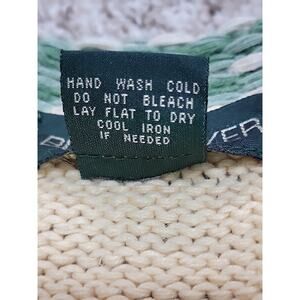 HAND WASH COLD
DO NOT BLEACH
LAY FLAT TO DRY
COOL IRON
IF NEEDED